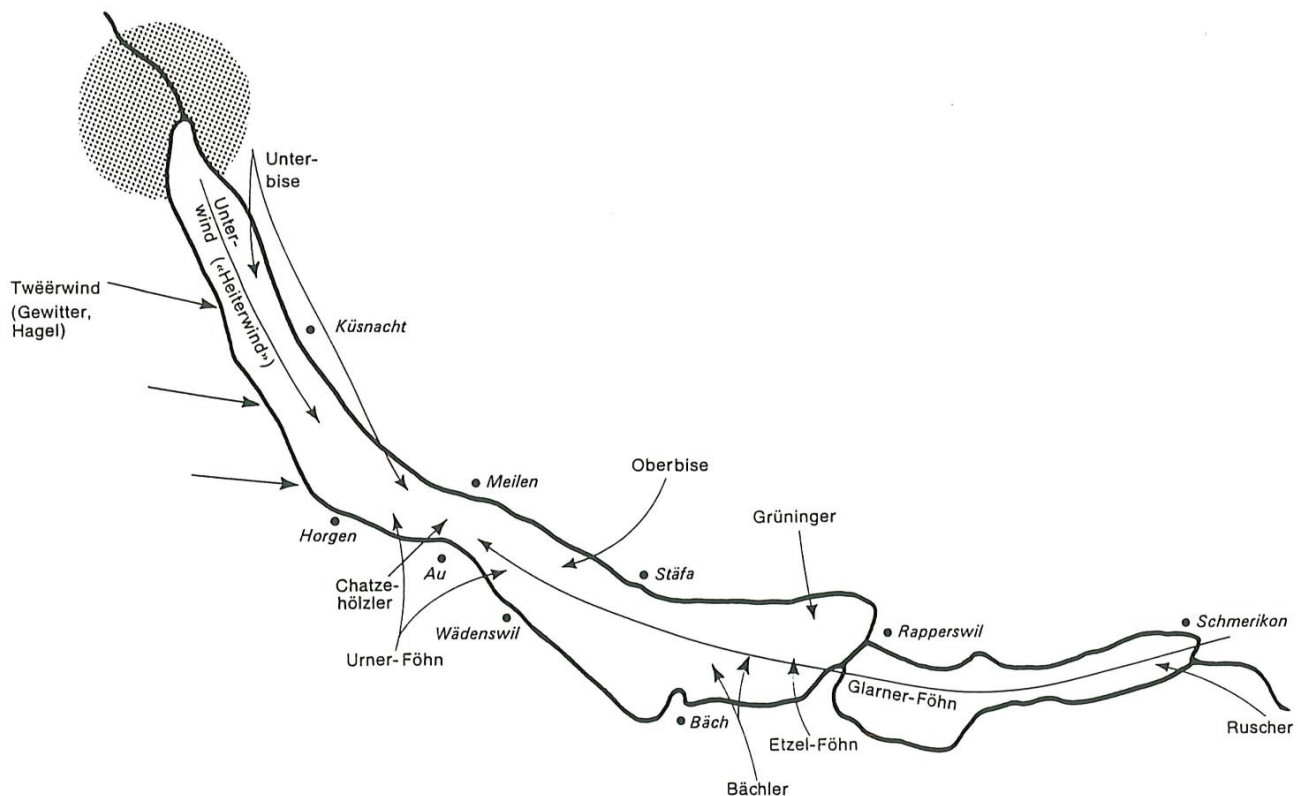 Unter-
bise
Unter-
wind («Heiterwind»)
Twëërwind
(Gewitter,
Hagel)
Küsnacht
Oberbise
Meilen
Grüninger
Horgen
Au
Stäfa
Chatze-
hölzler
Wädenswil
Rapperswil
Schmerikon
Urner-Föhn
Glarner-Föhn
Bäch
Etzel-Föhn
Ruscher
Bächler